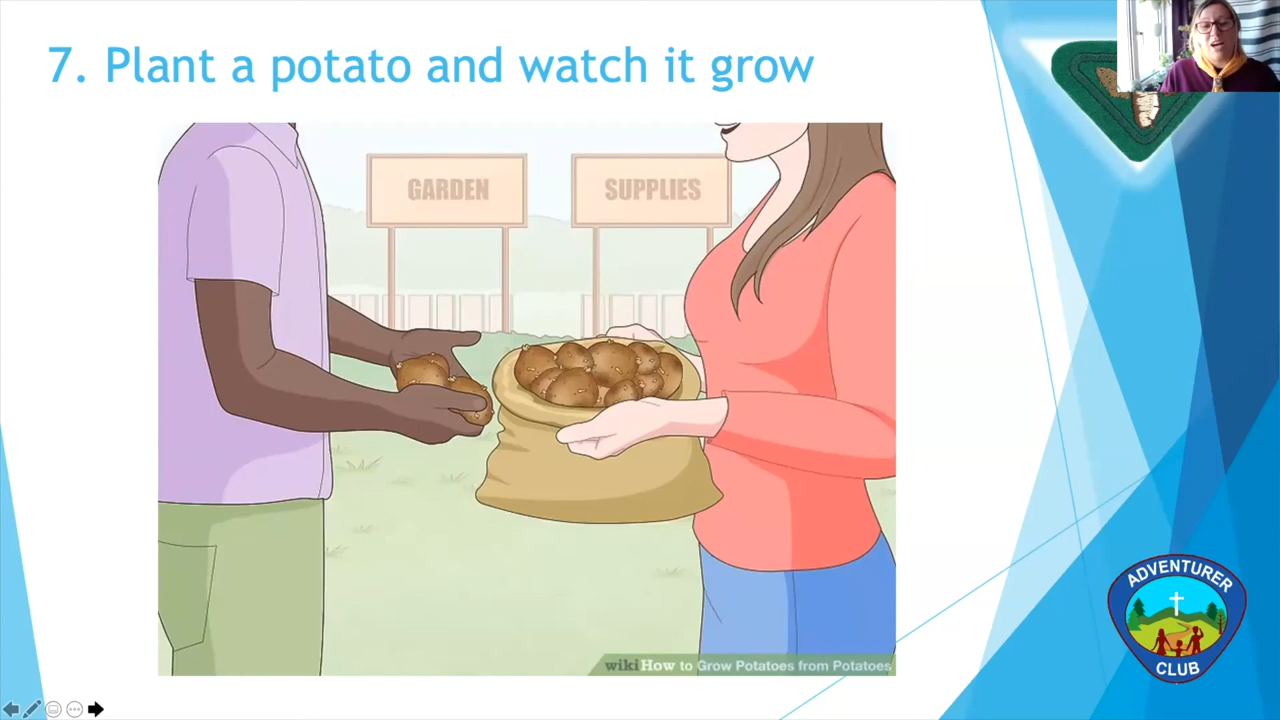 7. Plant a potato and watch it grow
GARDEN
SUPPLIES
wikiHow to Grow Potatoes from Potatoes
ADVENTURER
CLUB